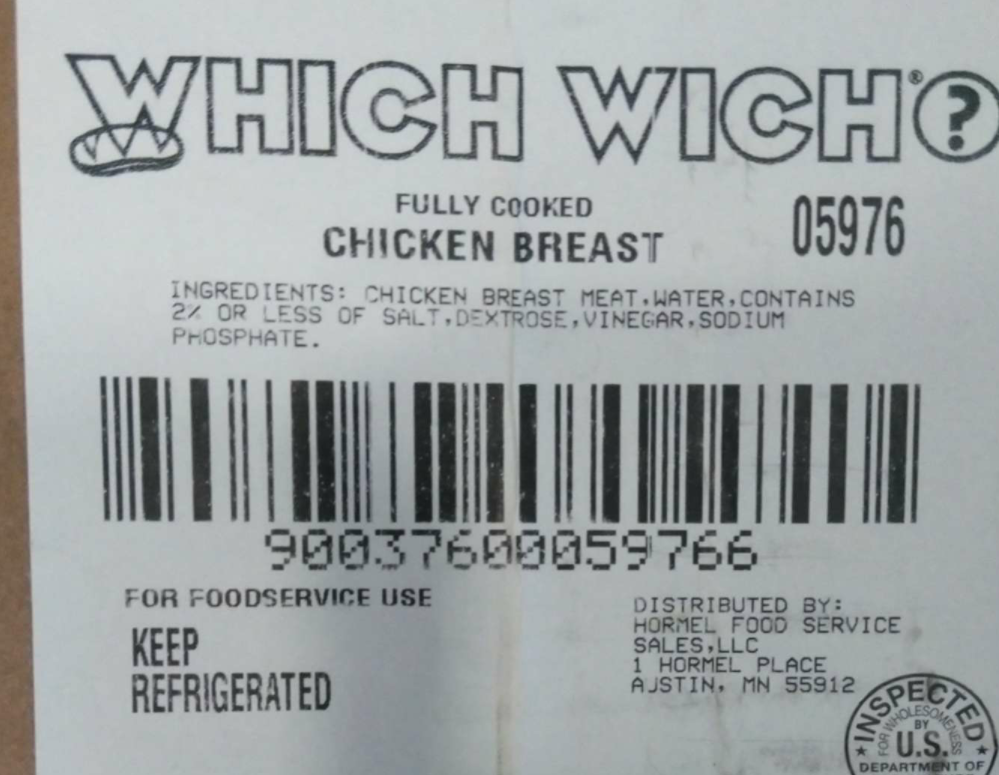 WHICH WICH®?
FULLY COOKED
CHICKEN BREAST
05976
INGREDIENTS: CHICKEN BREAST MEAT,WATER,CONTAINS
2% OR LESS OF SALT,DEXTROSE,VINEGAR,SODIUM
PHOSPHATE.
90037600059766
FOR FOODSERVICE USE
KEEP
REFRIGERATED
DISTRIBUTED BY:
HORMEL FOOD SERVICE
SALES,LLC
1 HORMEL PLACE
AUSTIN, MN 55912
INSPECTED
FOR WHOLESOMENESS
BY
U.S.
DEPARTMENT OF